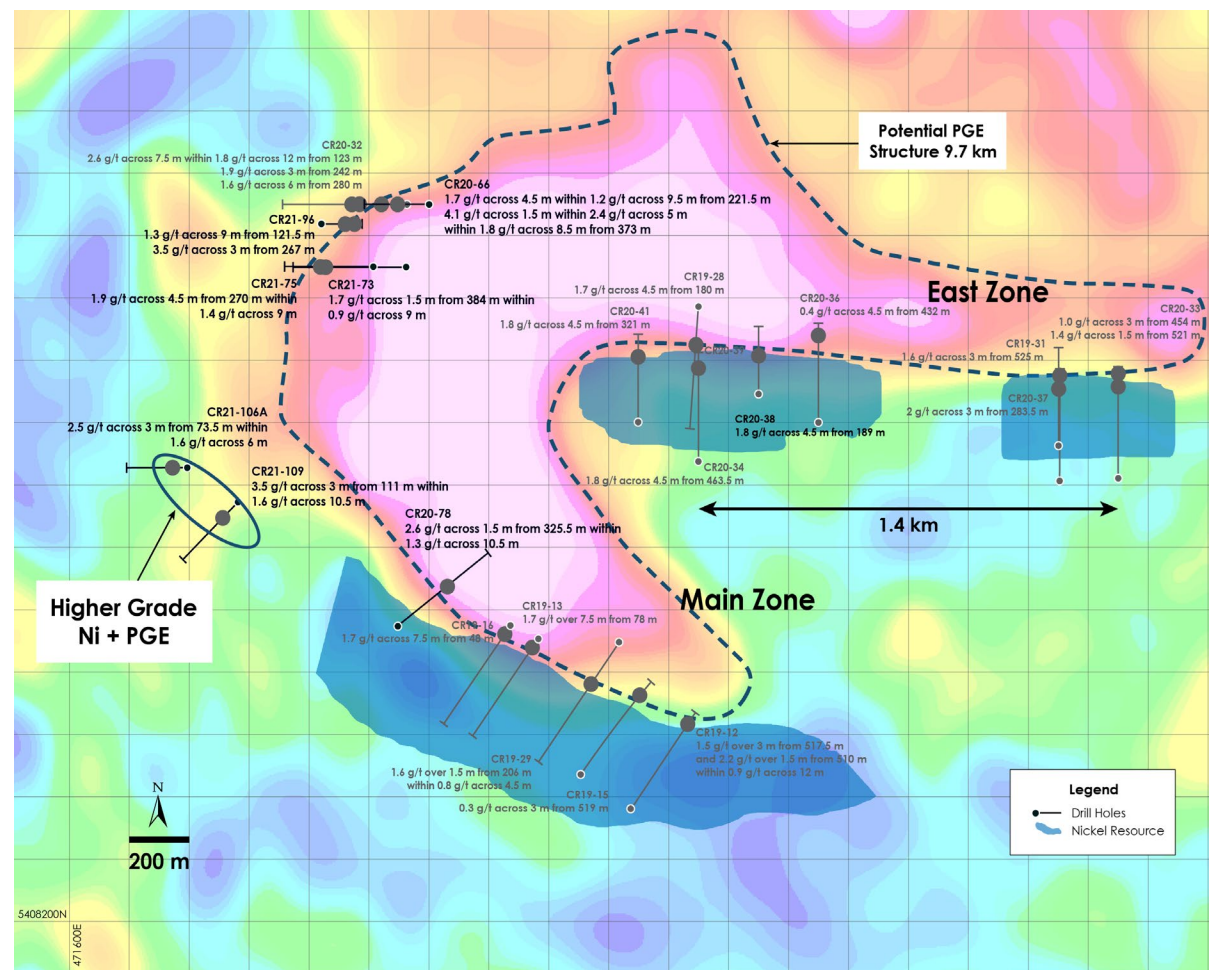 Potential PGE
Structure 9.7 km
CR20-32
2.6 g/t across 7.5 m within 1.8 g/t across 12 m from 123 m
1.9 g/t across 3 m from 242 m
1.6 g/t across 6 m from 280 m
CR20-66
1.7 g/t across 4.5 m within 1.2 g/t across 9.5 m from 221.5 m
4.1 g/t across 1.5 m within 2.4 g/t across 5 m
within 1.8 g/t across 8.5 m from 373 m
CR21-96
1.3 g/t across 9 m from 121.5 m
3.5 g/t across 3 m from 267 m
CR21-75
1.9 g/t across 4.5 m from 270 m within
1.4 g/t across 9 m
CR21-73
1.7 g/t across 1.5 m from 384 m within
0.9 g/t across 9 m
CR19-28
1.7 g/t across 4.5 m from 180 m
CR20-41
1.8 g/t across 4.5 m from 321 m
CR20-36
0.4 g/t across 4.5 m from 432 m
East Zone
CR20-33
1.0 g/t across 3 m from 454 m
1.4 g/t across 1.5 m from 521 m
CR19-31
1.6 g/t across 3 m from 525 m
CR20-39
CR20-37
2 g/t across 3 m from 283.5 m
CR20-38
1.8 g/t across 4.5 m from 189 m
CR20-34
1.8 g/t across 4.5 m from 463.5 m
1.4 km
CR21-106A
2.5 g/t across 3 m from 73.5 m within
1.6 g/t across 6 m
CR21-109
3.5 g/t across 3 m from 111 m within
1.6 g/t across 10.5 m
CR20-78
2.6 g/t across 1.5 m from 325.5 m within
1.3 g/t across 10.5 m
Higher Grade
Ni + PGE
Main Zone
CR19-13
1.7 g/t over 7.5 m from 78 m
CR19-16
1.7 g/t across 7.5 m from 48 m
CR19-12
1.5 g/t over 3 m from 517.5 m
and 2.2 g/t over 1.5 m from 510 m
within 0.9 g/t across 12 m
CR19-29
1.6 g/t over 1.5 m from 206 m
within 0.8 g/t across 4.5 m
CR19-15
0.3 g/t across 3 m from 519 m
Legend
Drill Holes
Nickel Resource
N
200 m
5408200N
471600E